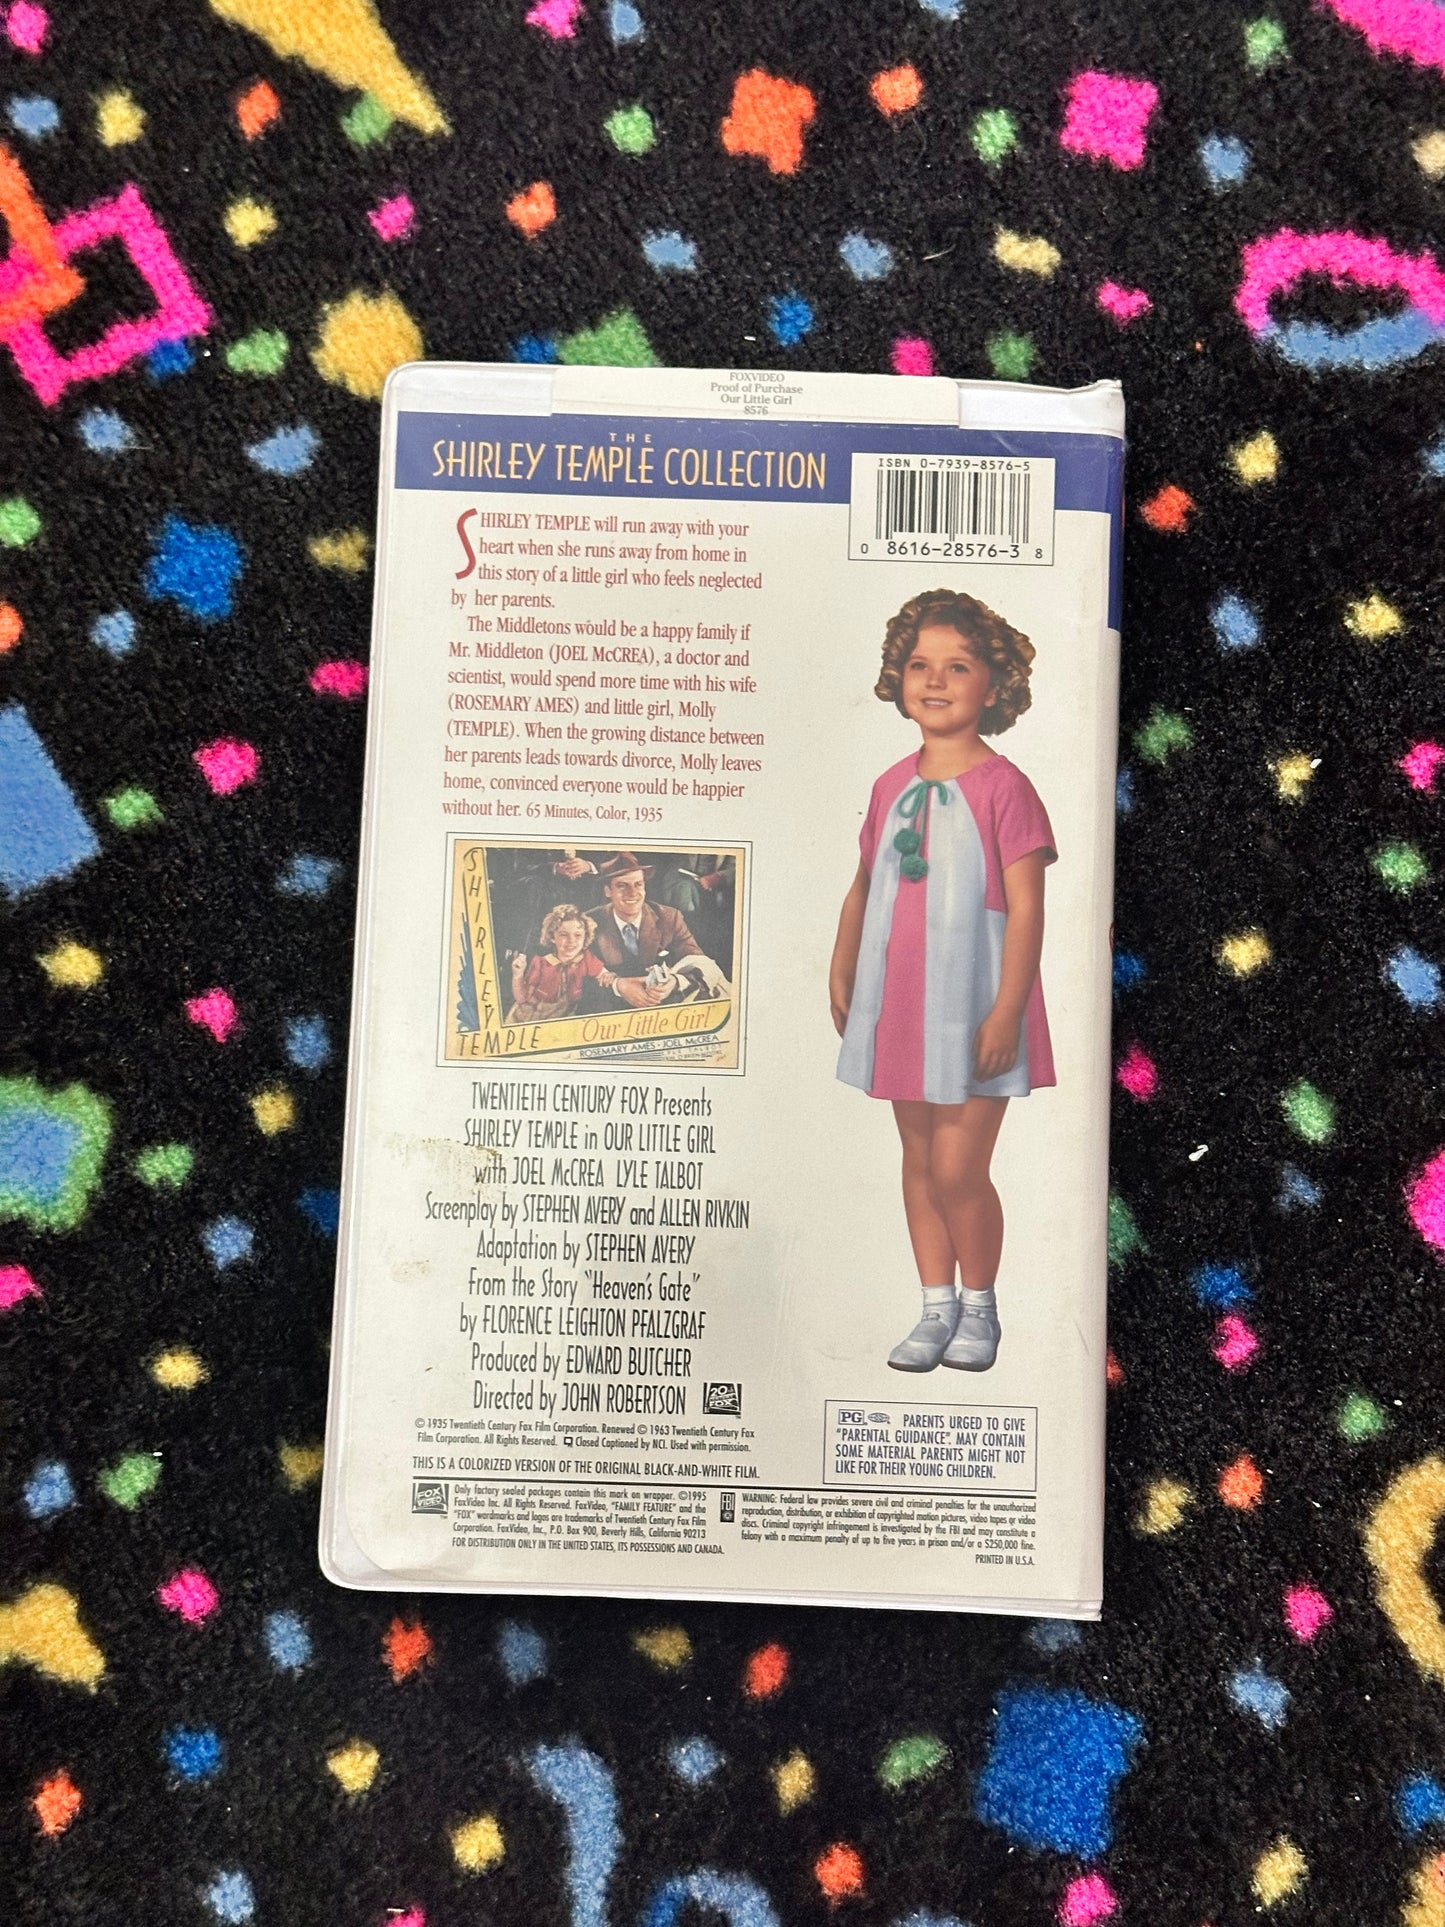 FOXVIDEO
Proof of Purchase
Our Little Girl
8576
THE
SHIRLEY TEMPLE COLLECTION
ISBN 0-7939-8576-5
0 8616-28576-3 8
SHIRLEY TEMPLE will run away with your
heart when she runs away from home in
this story of a little girl who feels neglected
by her parents.
The Middletons would be a happy family if
Mr. Middleton (JOEL McCREA), a doctor and
scientist, would spend more time with his wife
(ROSEMARY AMES) and little girl, Molly
(TEMPLE). When the growing distance between
her parents leads towards divorce, Molly leaves
home, convinced everyone would be happier
without her. 65 Minutes, Color, 1935
SHIRLEY
TEMPLE
"Our Little Girl"
ROSEMARY AMES · JOEL McCREA
LYLE TALBOT
TWENTIETH CENTURY FOX Presents
SHIRLEY TEMPLE in OUR LITTLE GIRL
with JOEL McCREA LYLE TALBOT
Screenplay by STEPHEN AVERY and ALLEN RIVKIN
Adaptation by STEPHEN AVERY
From the Story "Heaven's Gate"
by FLORENCE LEIGHTON PFALZGRAF
Produced by EDWARD BUTCHER
Directed by JOHN ROBERTSON
20th CENTURY FOX
© 1935 Twentieth Century Fox Film Corporation. Renewed © 1963 Twentieth Century Fox
Film Corporation. All Rights Reserved. Closed Captioned by NCI. Used with permission.
THIS IS A COLORIZED VERSION OF THE ORIGINAL BLACK-AND-WHITE FILM.
PG PARENTS URGED TO GIVE
"PARENTAL GUIDANCE". MAY CONTAIN
SOME MATERIAL PARENTS MIGHT NOT
LIKE FOR THEIR YOUNG CHILDREN.
FOX
VIDEO
Only factory sealed packages contain this mark on wrapper. ©1995
FoxVideo Inc. All Rights Reserved. FoxVideo, "FAMILY FEATURE" and the
"FOX" wordmarks and logos are trademarks of Twentieth Century Fox Film
Corporation. FoxVideo, Inc., P.O. Box 900, Beverly Hills, California 90213
FOR DISTRIBUTION ONLY IN THE UNITED STATES, ITS POSSESSIONS AND CANADA.
FBI
WARNING: Federal law provides severe civil and criminal penalties for the unauthorized
reproduction, distribution, or exhibition of copyrighted motion pictures, video tapes or video
discs. Criminal copyright infringement is investigated by the FBI and may constitute a
felony with a maximum penalty of up to five years in prison and/or a $250,000 fine.
PRINTED IN U.S.A.